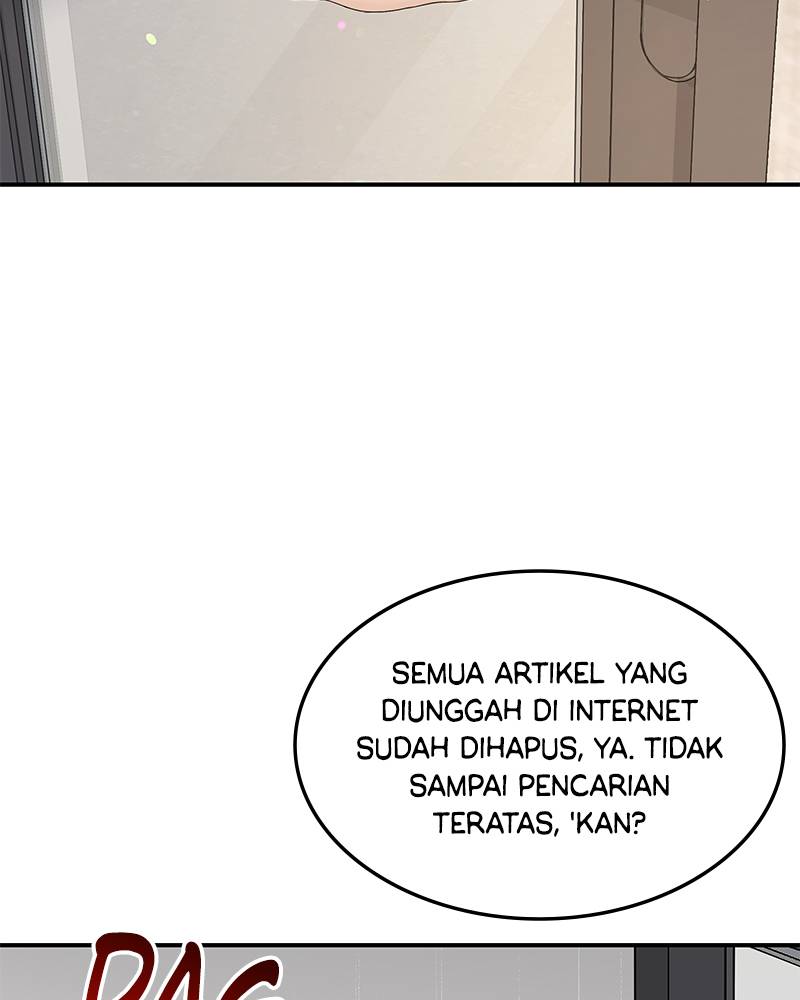 SEMUA ARTIKEL YANG
DIUNGGAH DI INTERNET
SUDAH DIHAPUS, YA. TIDAK
SAMPAI PENCARIAN
TERATAS, 'KAN?